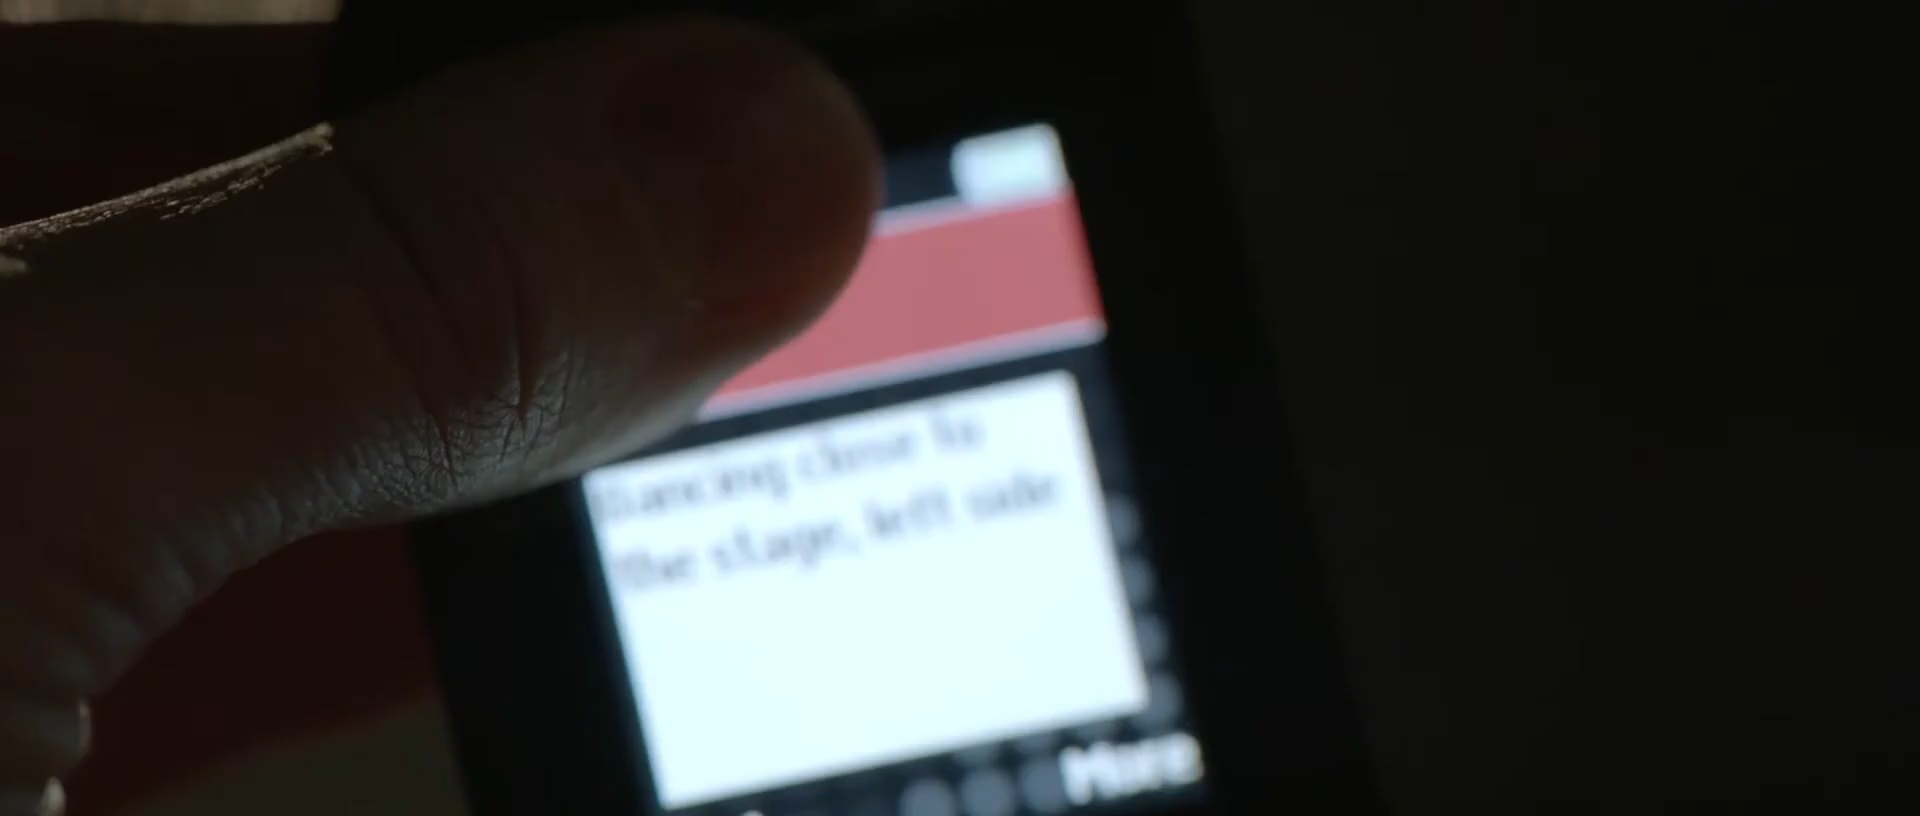 Dancing close to
the stage, left side
More